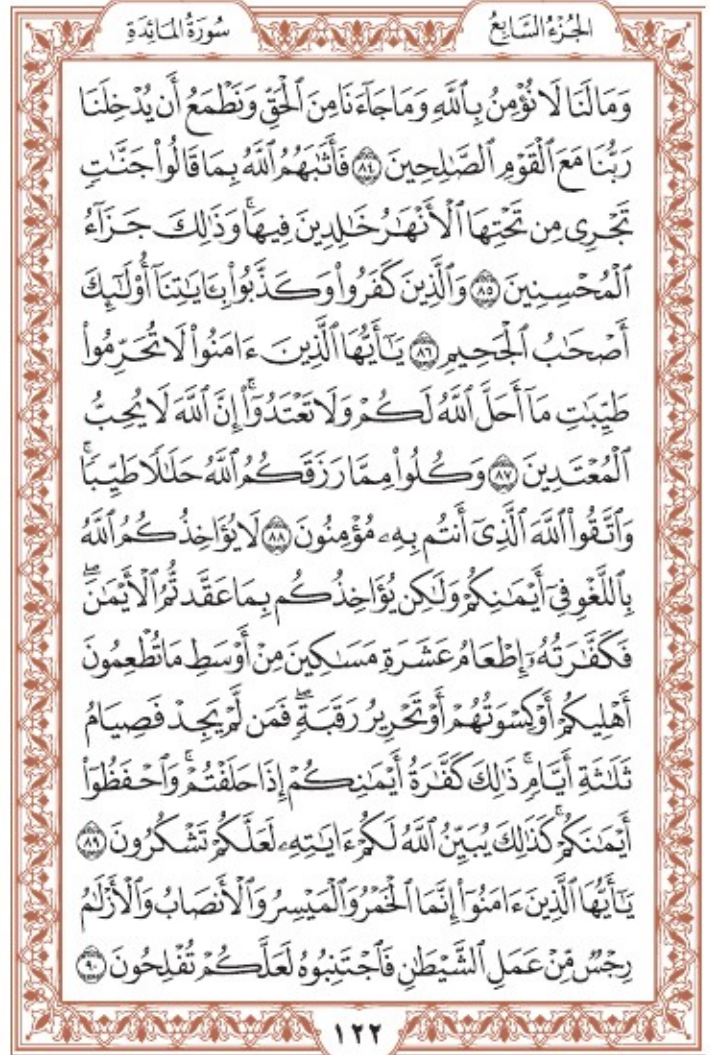 الجُزْءُ السَّابِعُ
سُورَةُ المَائِدَةِ
وَمَا لَنَا لَا نُؤْمِنُ بِٱللَّهِ وَمَا جَآءَنَا مِنَ ٱلْحَقِّ وَنَطْمَعُ أَن يُدْخِلَنَا
رَبُّنَا مَعَ ٱلْقَوْمِ ٱلصَّٰلِحِينَ ٨٤ فَأَثَٰبَهُمُ ٱللَّهُ بِمَا قَالُوا۟ جَنَّٰتٍ
تَجْرِى مِن تَحْتِهَا ٱلْأَنْهَٰرُ خَٰلِدِينَ فِيهَا ۚ وَذَٰلِكَ جَزَآءُ
ٱلْمُحْسِنِينَ ٨٥ وَٱلَّذِينَ كَفَرُوا۟ وَكَذَّبُوا۟ بِـَٔايَٰتِنَآ أُو۟لَٰٓئِكَ
أَصْحَٰبُ ٱلْجَحِيمِ ٨٦ يَٰٓأَيُّهَا ٱلَّذِينَ ءَامَنُوا۟ لَا تُحَرِّمُوا۟
طَيِّبَٰتِ مَآ أَحَلَّ ٱللَّهُ لَكُمْ وَلَا تَعْتَدُوٓا۟ ۚ إِنَّ ٱللَّهَ لَا يُحِبُّ
ٱلْمُعْتَدِينَ ٨٧ وَكُلُوا۟ مِمَّا رَزَقَكُمُ ٱللَّهُ حَلَٰلًا طَيِّبًا ۚ
وَٱتَّقُوا۟ ٱللَّهَ ٱلَّذِىٓ أَنتُم بِهِۦ مُؤْمِنُونَ ٨٨ لَا يُؤَاخِذُكُمُ ٱللَّهُ
بِٱللَّغْوِ فِىٓ أَيْمَٰنِكُمْ وَلَٰكِن يُؤَاخِذُكُم بِمَا عَقَّدتُّمُ ٱلْأَيْمَٰنَ ۖ
فَكَفَّٰرَتُهُۥٓ إِطْعَامُ عَشَرَةِ مَسَٰكِينَ مِنْ أَوْسَطِ مَا تُطْعِمُونَ
أَهْلِيكُمْ أَوْ كِسْوَتُهُمْ أَوْ تَحْرِيرُ رَقَبَةٍ ۖ فَمَن لَّمْ يَجِدْ فَصِيَامُ
ثَلَٰثَةِ أَيَّامٍ ۚ ذَٰلِكَ كَفَّٰرَةُ أَيْمَٰنِكُمْ إِذَا حَلَفْتُمْ ۚ وَٱحْفَظُوٓا۟
أَيْمَٰنَكُمْ ۚ كَذَٰلِكَ يُبَيِّنُ ٱللَّهُ لَكُمْ ءَايَٰتِهِۦ لَعَلَّكُمْ تَشْكُرُونَ ٨٩
يَٰٓأَيُّهَا ٱلَّذِينَ ءَامَنُوٓا۟ إِنَّمَا ٱلْخَمْرُ وَٱلْمَيْسِرُ وَٱلْأَنصَابُ وَٱلْأَزْلَٰمُ
رِجْسٌ مِّنْ عَمَلِ ٱلشَّيْطَٰنِ فَٱجْتَنِبُوهُ لَعَلَّكُمْ تُفْلِحُونَ ٩٠
١٢٢